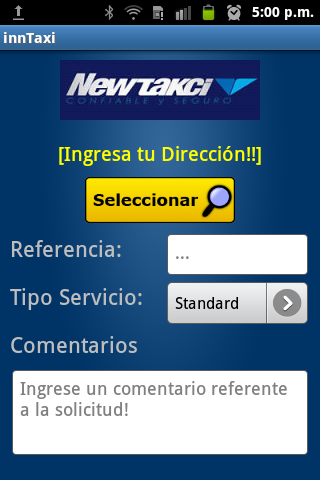 5:00 p.m.
innTaxi
Newtakci
CONFIABLE y SEGURO
[Ingresa tu Dirección!!]
Seleccionar
Referencia:
...
Tipo Servicio:
Standard
Comentarios
Ingrese un comentario referente
a la solicitud!